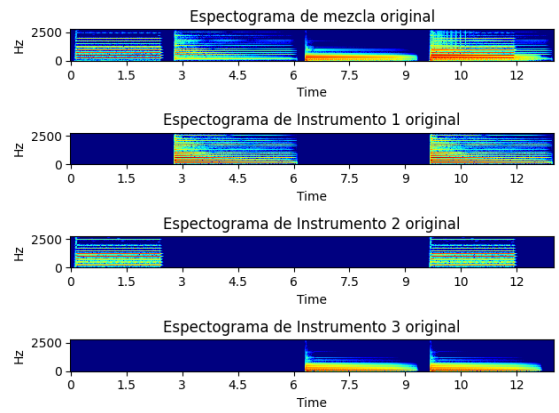 Espectograma de mezcla original
Hz
2500
0
0 1.5 3 4.5 6 7.5 9 10.5 12
Time
Espectograma de Instrumento 1 original
Hz
2500
0
0 1.5 3 4.5 6 7.5 9 10.5 12
Time
Espectograma de Instrumento 2 original
Hz
2500
0
0 1.5 3 4.5 6 7.5 9 10.5 12
Time
Espectograma de Instrumento 3 original
Hz
2500
0
0 1.5 3 4.5 6 7.5 9 10.5 12
Time